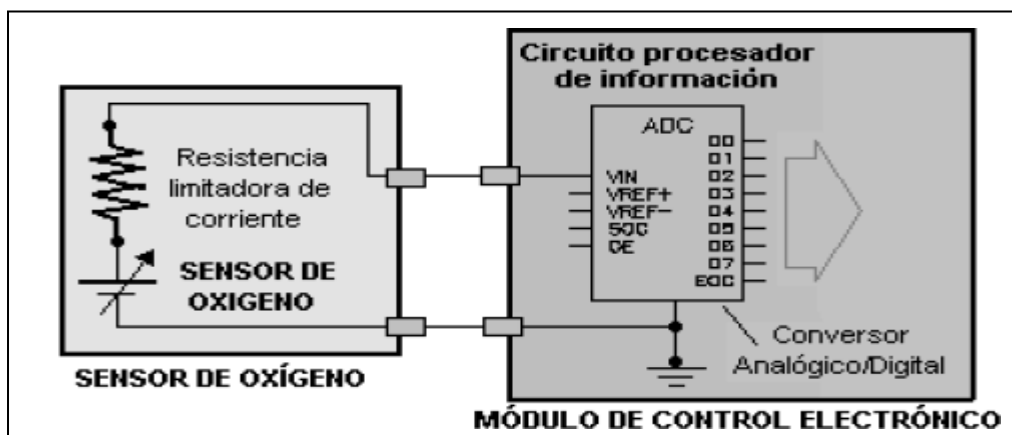 Circuito procesador
de información
ADC
D0
D1
VIN D2
VREF+ D3
VREF- D4
SOC D5
OE D6
D7
EOC
Resistencia
limitadora de
corriente
SENSOR DE
OXIGENO
Conversor
Analógico/Digital
SENSOR DE OXÍGENO
MÓDULO DE CONTROL ELECTRÓNICO